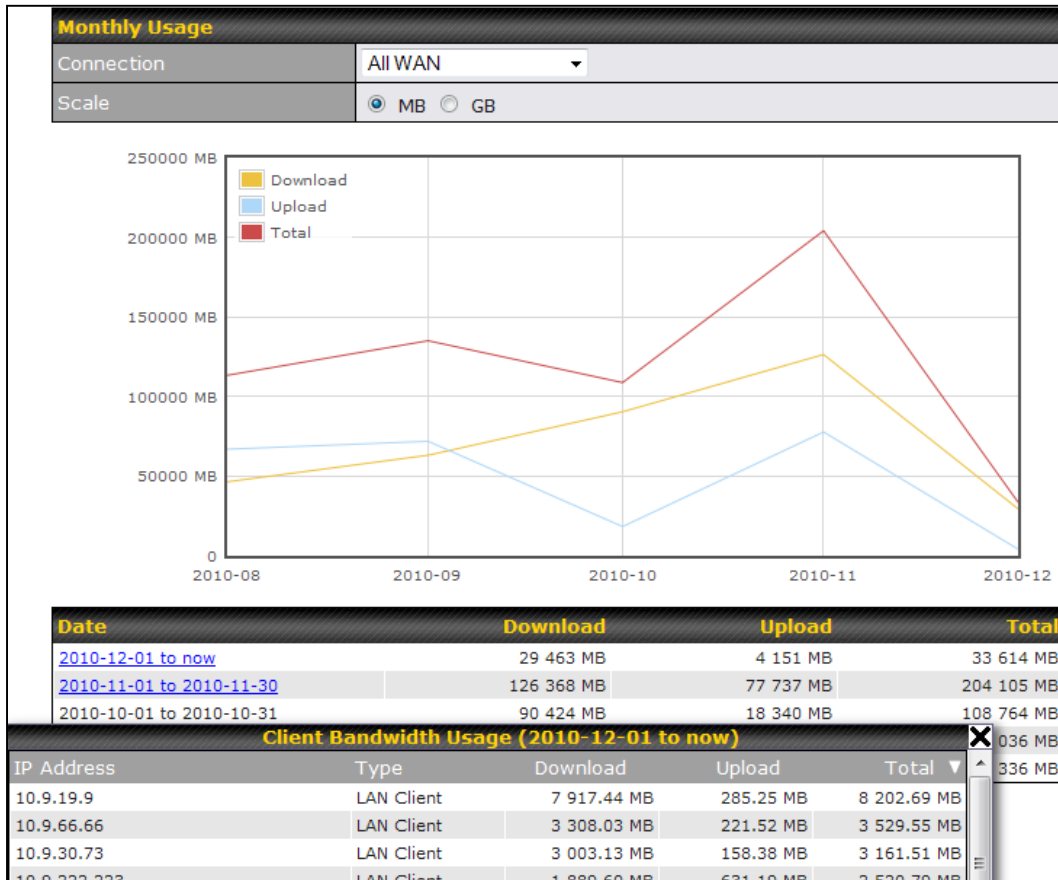 Monthly Usage
Connection All WAN
Scale MB GB
250000 MB
Download
Upload
200000 MB Total
150000 MB
100000 MB
50000 MB
0
2010-08 2010-09 2010-10 2010-11 2010-12
Date Download Upload Total
2010-12-01 to now 29 463 MB 4 151 MB 33 614 MB
2010-11-01 to 2010-11-30 126 368 MB 77 737 MB 204 105 MB
2010-10-01 to 2010-10-31 90 424 MB 18 340 MB 108 764 MB
Client Bandwidth Usage (2010-12-01 to now) 036 MB
IP Address Type Download Upload Total 336 MB
10.9.19.9 LAN Client 7 917.44 MB 285.25 MB 8 202.69 MB
10.9.66.66 LAN Client 3 308.03 MB 221.52 MB 3 529.55 MB
10.9.30.73 LAN Client 3 003.13 MB 158.38 MB 3 161.51 MB
LAN Client